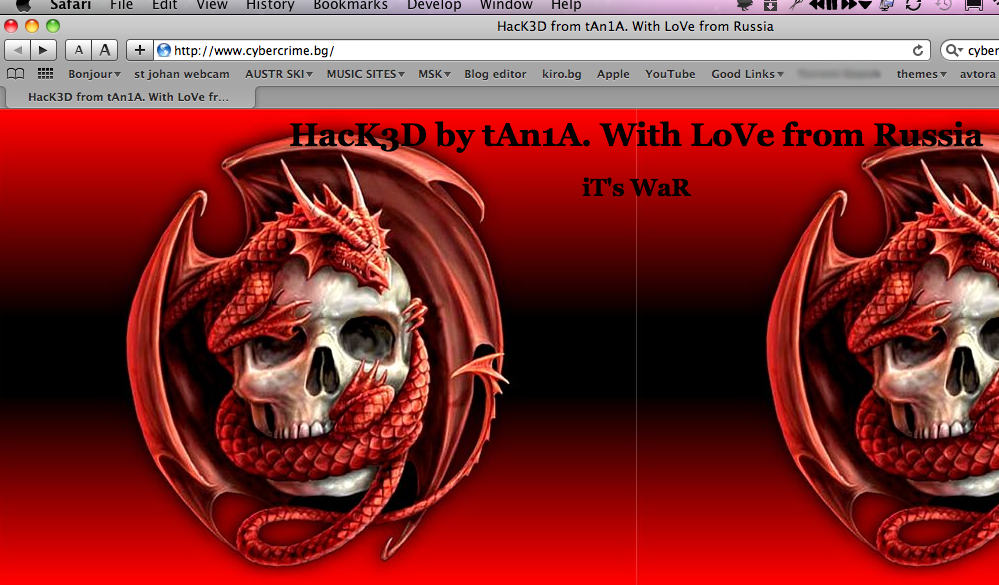 Safari File Edit View History Bookmarks Develop Window Help
HacK3D from tAn1A. With LoVe from Russia
A A + http://www.cybercrime.bg/ cyber
Bonjour st johan webcam AUSTR SKI MUSIC SITES MSK Blog editor kiro.bg Apple YouTube Good Links themes avtora
HacK3D from tAn1A. With LoVe fr...
HacK3D by tAn1A. With LoVe from Russia
iT's WaR